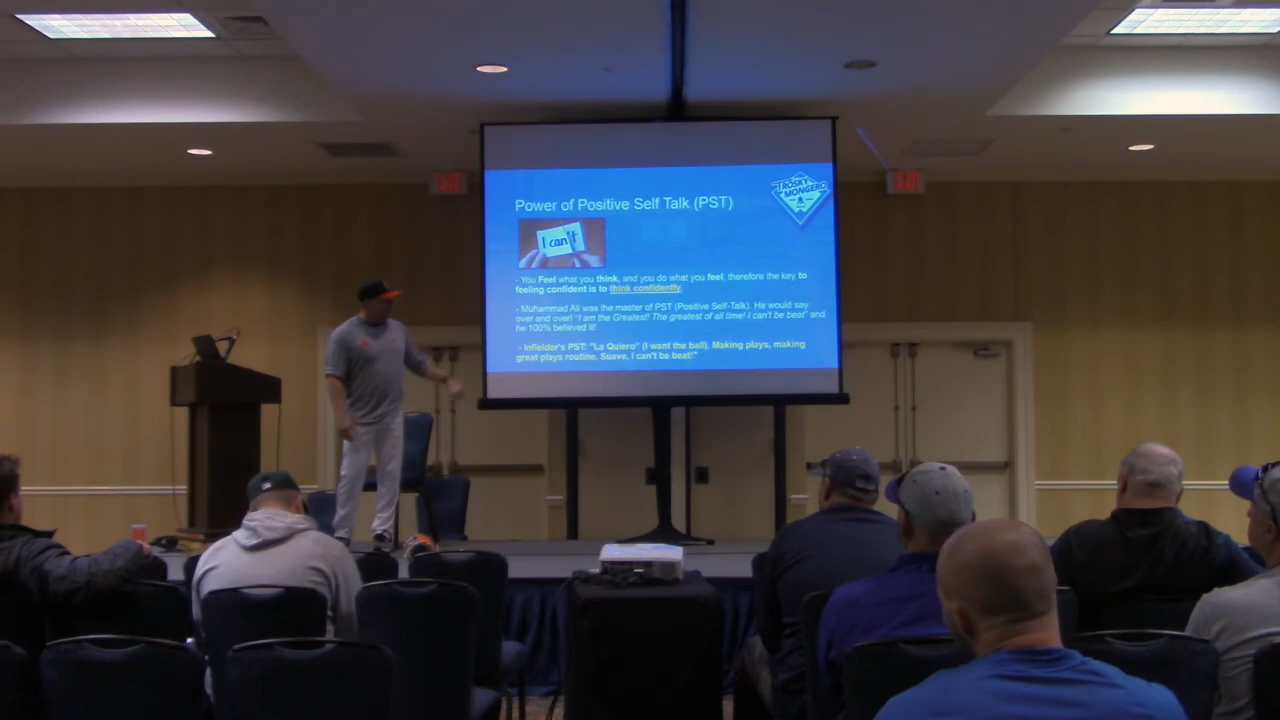 EXIT
EXIT
TROSKY
MONGERO
Power of Positive Self Talk (PST)
I can't
- You Feel what you think, and you do what you feel, therefore the key to
feeling confident is to think confidently.
- Muhammad Ali was the master of PST (Positive Self-Talk). He would say
over and over! "I am the Greatest! The greatest of all time! I can't be beat" and
he 100% believed it!
- Infielder's PST: "La Quiero" (I want the ball), Making plays, making
great plays routine, Suave, I can't be beat!"